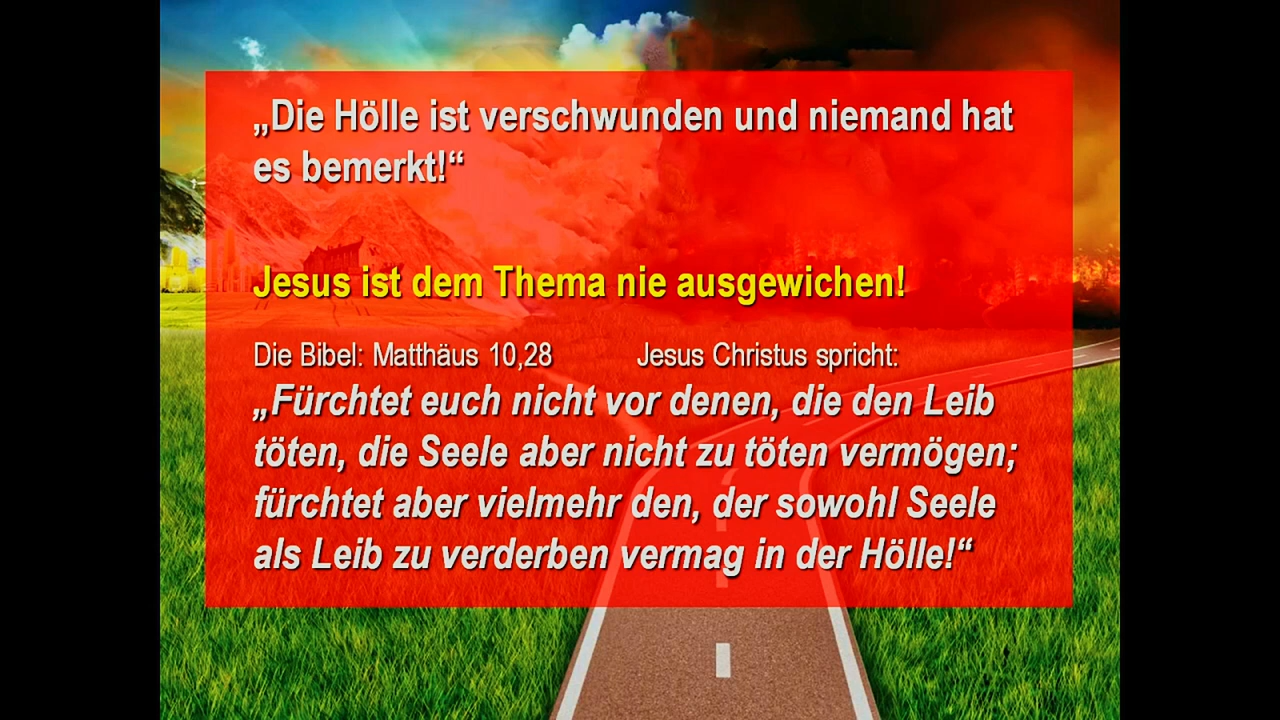 „Die Hölle ist verschwunden und niemand hat
es bemerkt!“
Jesus ist dem Thema nie ausgewichen!
Die Bibel: Matthäus 10,28 Jesus Christus spricht:
„Fürchtet euch nicht vor denen, die den Leib
töten, die Seele aber nicht zu töten vermögen;
fürchtet aber vielmehr den, der sowohl Seele
als Leib zu verderben vermag in der Hölle!“